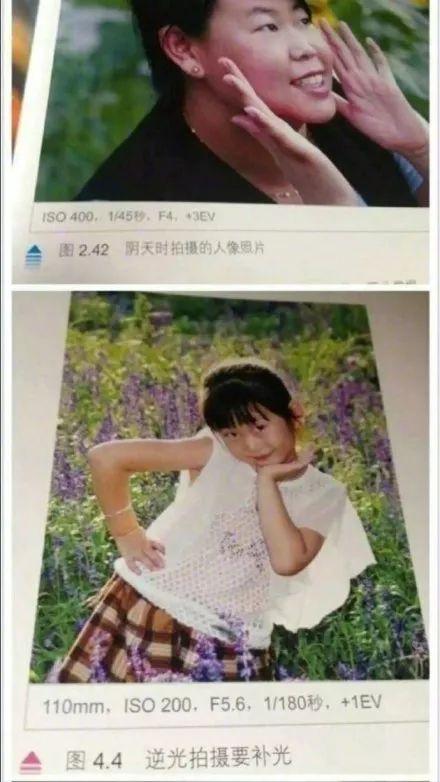 ISO 400，1/45秒，F4，+3EV
图 2.42 阴天时拍摄的人像照片
110mm，ISO 200，F5.6，1/180秒，+1EV
图 4.4 逆光拍摄要补光